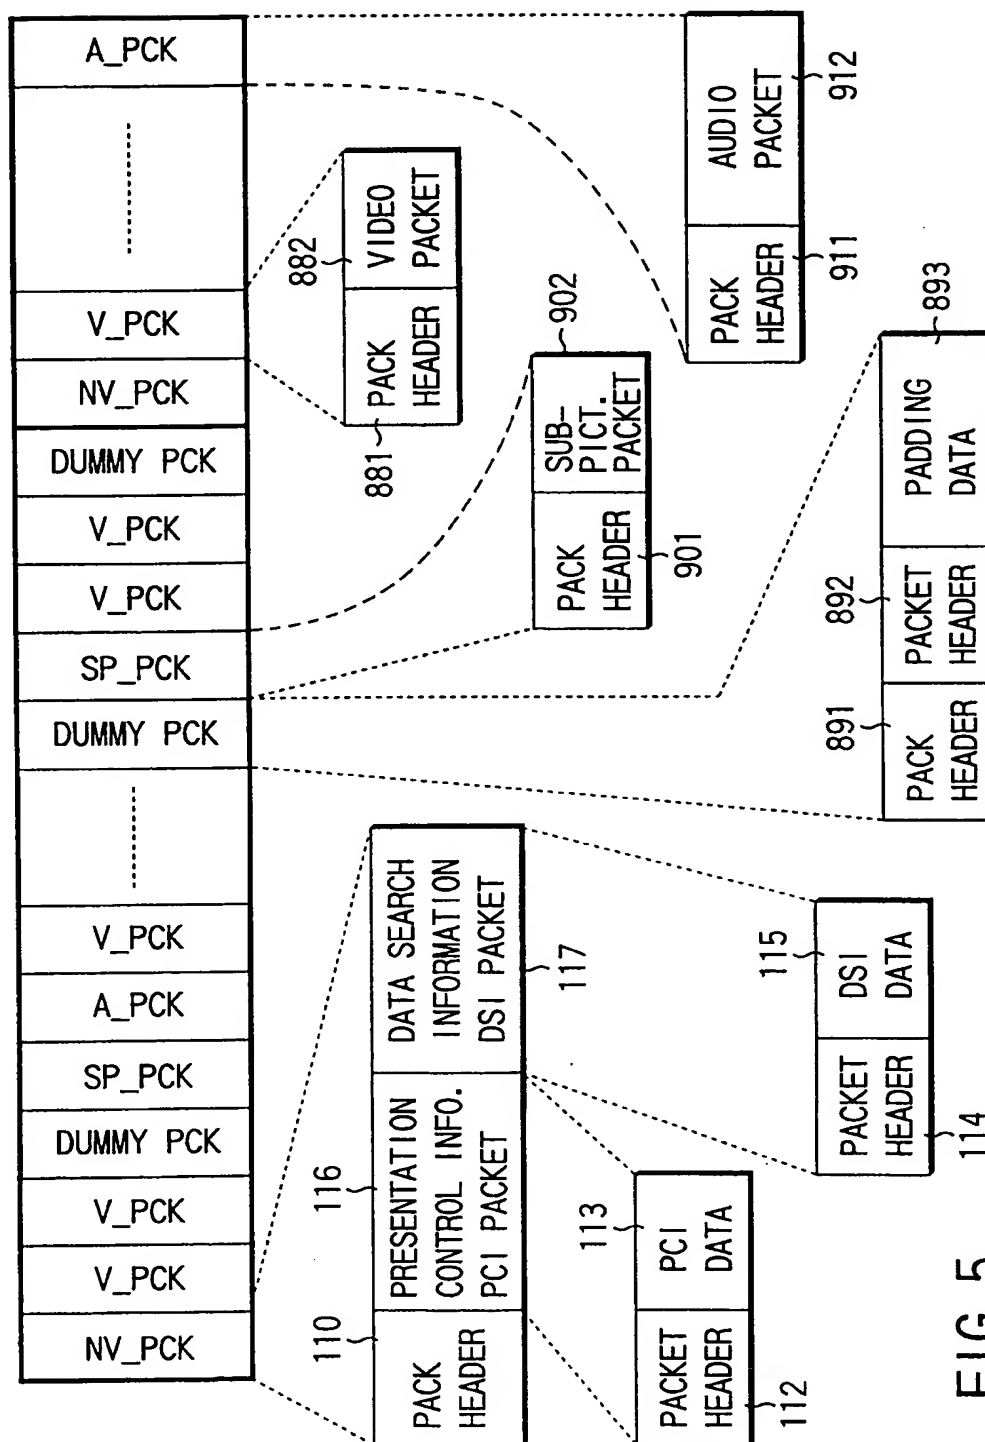 NV_PCK
V_PCK
V_PCK
DUMMY PCK
SP_PCK
A_PCK
V_PCK
DUMMY PCK
SP_PCK
V_PCK
V_PCK
DUMMY PCK
NV_PCK
V_PCK
A_PCK
110
PACK
HEADER
116
PRESENTATION
CONTROL INFO.
PCI PACKET
DATA SEARCH
INFORMATION
DSI PACKET
117
PACKET
HEADER
112
113
PCI
DATA
PACKET
HEADER
114
115
DSI
DATA
881
PACK
HEADER
882
VIDEO
PACKET
PACK
HEADER
901
902
SUB-
PICT.
PACKET
891
PACK
HEADER
892
PACKET
HEADER
893
PADDING
DATA
PACK
HEADER
911
AUDIO
PACKET
912
FIG. 5